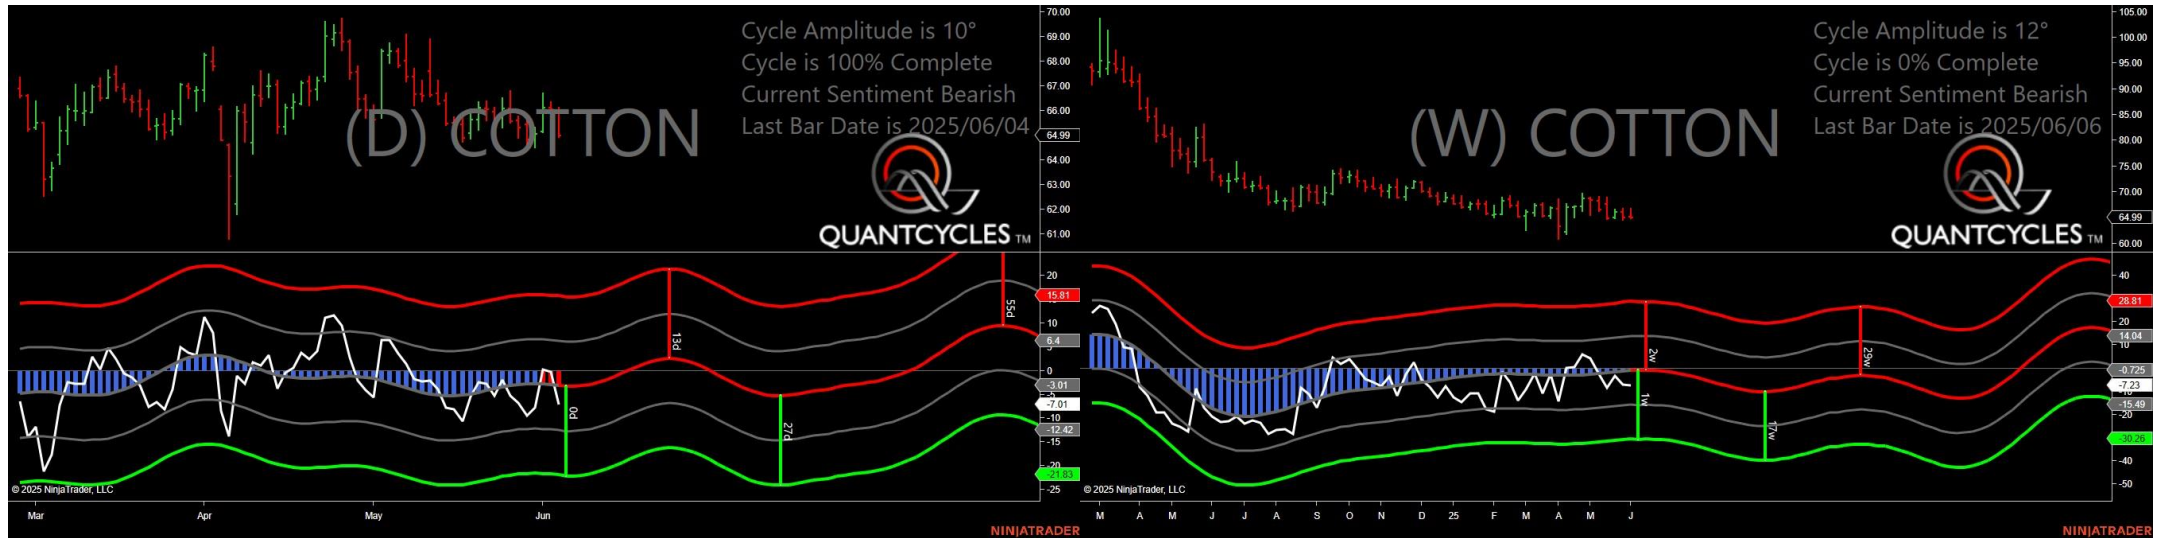 Cycle Amplitude is 10°
Cycle is 100% Complete
Current Sentiment Bearish
Last Bar Date is 2025/06/04
(D) COTTON
QUANTCYCLES TM
70.00
69.00
68.00
67.00
66.00
64.99
64.00
63.00
62.00
61.00
20
15.81
10
6.4
0
-3.01
-7.01
-10
-12.42
-15
-21.83
-25
0d
13d
27d
55d
© 2025 NinjaTrader, LLC
Mar
Apr
May
Jun
NINJATRADER
Cycle Amplitude is 12°
Cycle is 0% Complete
Current Sentiment Bearish
Last Bar Date is 2025/06/06
(W) COTTON
QUANTCYCLES TM
105.00
100.00
95.00
90.00
85.00
80.00
75.00
70.00
64.99
60.00
40
28.81
20
14.04
10
-0.725
-7.23
-15.49
-20
-30.26
-40
-50
2w
1w
17w
29w
© 2025 NinjaTrader, LLC
M A M J J A S O N D 25 F M A M J
NINJATRADER